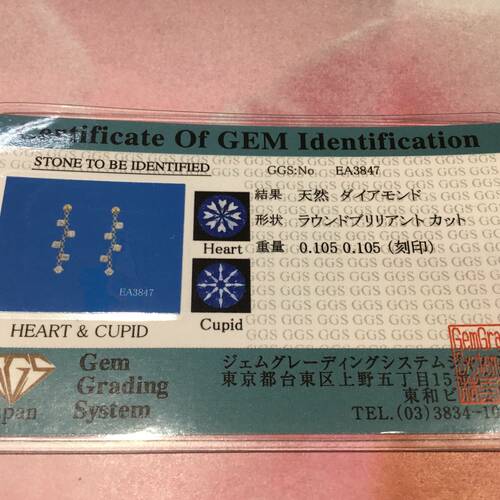 Certificate Of GEM Identification
STONE TO BE IDENTIFIED
GGS:No EA3847
結果 天然 ダイアモンド
形状 ラウンドブリリアント カット
Heart
重量 0.105 0.105 (刻印)
EA3847
Cupid
HEART & CUPID
GGS
Japan
Gem
Grading
System
ジェムグレーディングシステム
東京都台東区上野五丁目15
東和ビ
TEL.(03)3834-1
GemGra